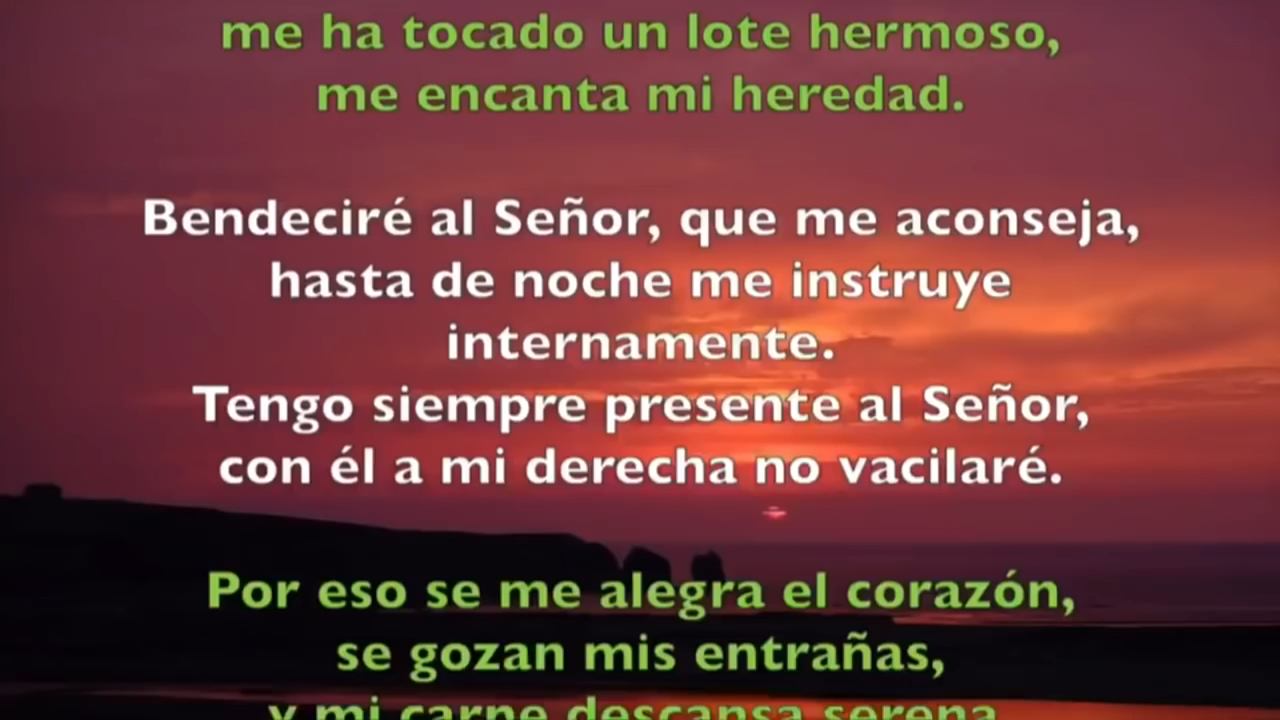 me ha tocado un lote hermoso,
me encanta mi heredad.
Bendeciré al Señor, que me aconseja,
hasta de noche me instruye
internamente.
Tengo siempre presente al Señor,
con él a mi derecha no vacilaré.
Por eso se me alegra el corazón,
se gozan mis entrañas,
y mi carne descansa serena